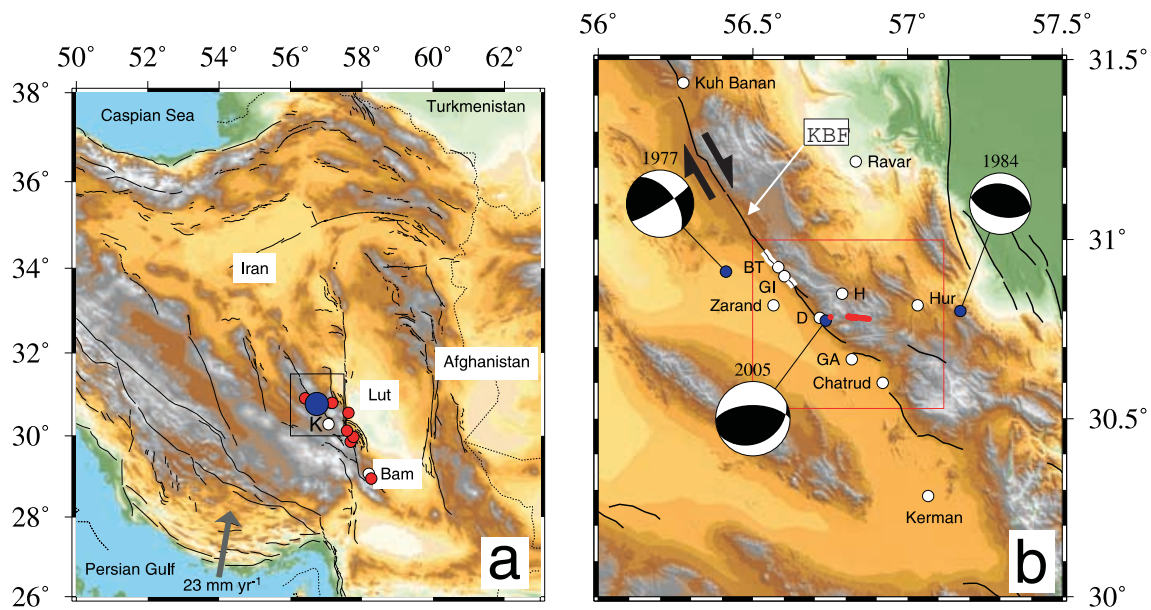 50° 52° 54° 56° 58° 60° 62°
38°
36°
34°
32°
30°
28°
26°
Caspian Sea
Turkmenistan
Iran
Afghanistan
Lut
K
Bam
Persian Gulf
23 mm yr-1
a
56° 56.5° 57° 57.5°
31.5°
31°
30.5°
30°
Kuh Banan
KBF
Ravar
1977
1984
BT
GI
H
Zarand
Hur
D
GA
2005
Chatrud
Kerman
b